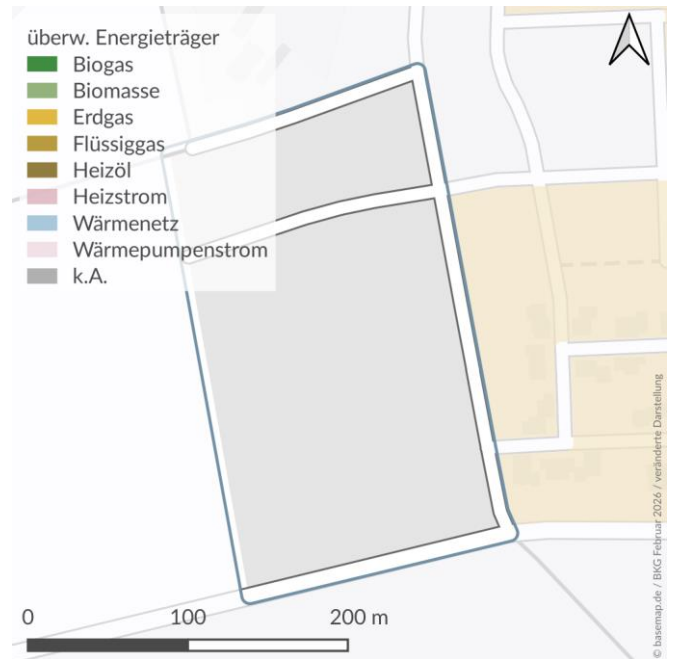 überw. Energieträger
Biogas
Biomasse
Erdgas
Flüssiggas
Heizöl
Heizstrom
Wärmenetz
Wärmepumpenstrom
k.A.
0 100 200 m
© basemap.de / BKG Februar 2026 / veränderte Darstellung